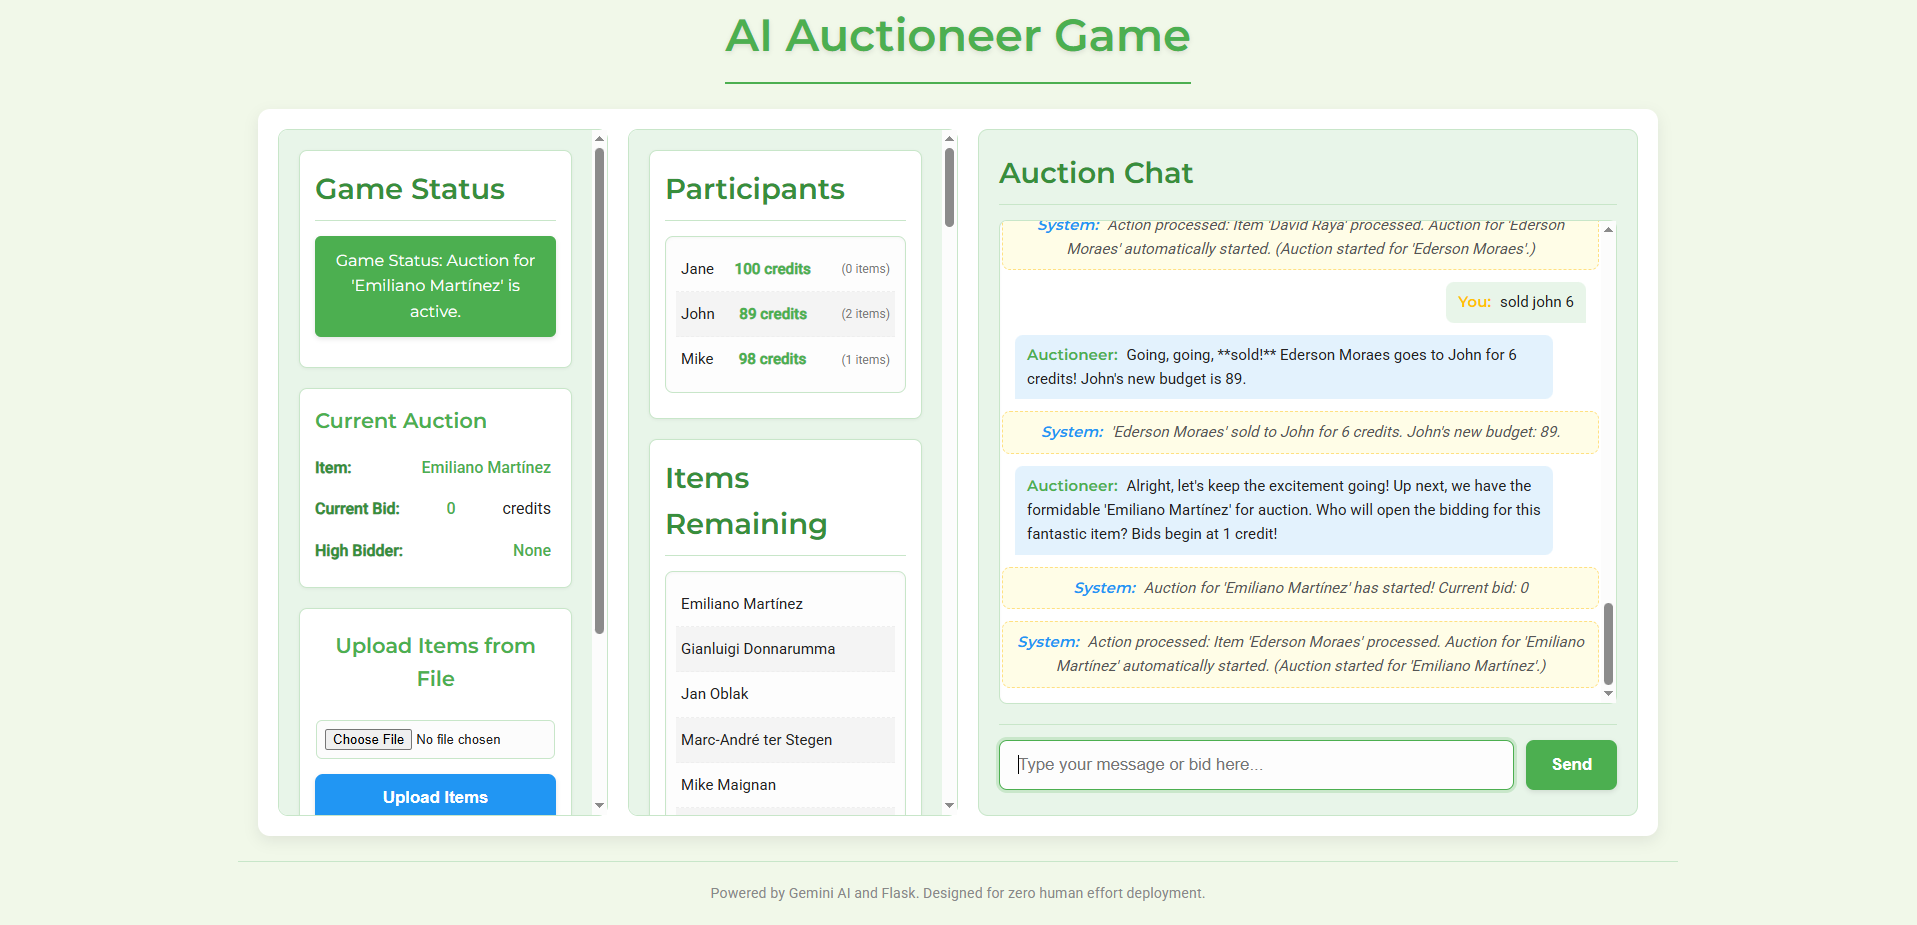 AI Auctioneer Game
Game Status
Game Status: Auction for
'Emiliano Martínez' is
active.
Current Auction
Item: Emiliano Martínez
Current Bid: 0 credits
High Bidder: None
Upload Items from
File
Choose File No file chosen
Upload Items
Participants
Jane 100 credits (0 items)
John 89 credits (2 items)
Mike 98 credits (1 items)
Items
Remaining
Emiliano Martínez
Gianluigi Donnarumma
Jan Oblak
Marc-André ter Stegen
Mike Maignan
Auction Chat
System: Action processed: Item 'David Raya' processed. Auction for 'Ederson
Moraes' automatically started. (Auction started for 'Ederson Moraes'.)
You: sold john 6
Auctioneer: Going, going, **sold!** Ederson Moraes goes to John for 6
credits! John's new budget is 89.
System: 'Ederson Moraes' sold to John for 6 credits. John's new budget: 89.
Auctioneer: Alright, let's keep the excitement going! Up next, we have the
formidable 'Emiliano Martínez' for auction. Who will open the bidding for this
fantastic item? Bids begin at 1 credit!
System: Auction for 'Emiliano Martínez' has started! Current bid: 0
System: Action processed: Item 'Ederson Moraes' processed. Auction for 'Emiliano
Martínez' automatically started. (Auction started for 'Emiliano Martínez'.)
Type your message or bid here...
Send
Powered by Gemini AI and Flask. Designed for zero human effort deployment.